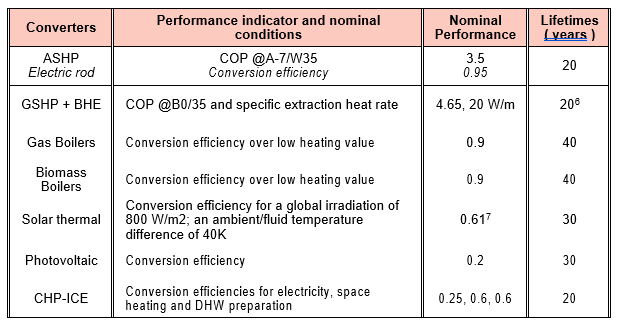 Converters
Performance indicator and nominal
conditions
Nominal
Performance
Lifetimes
( years )
ASHP
Electric rod
COP @A-7/W35
Conversion efficiency
3.5
0.95
20
GSHP + BHE
COP @B0/35 and specific extraction heat rate
4.65, 20 W/m
20⁶
Gas Boilers
Conversion efficiency over low heating value
0.9
40
Biomass
Boilers
Conversion efficiency over low heating value
0.9
40
Solar thermal
Conversion efficiency for a global irradiation of
800 W/m2; an ambient/fluid temperature
difference of 40K
0.61⁷
30
Photovoltaic
Conversion efficiency
0.2
30
CHP-ICE
Conversion efficiencies for electricity, space
heating and DHW preparation
0.25, 0.6, 0.6
20